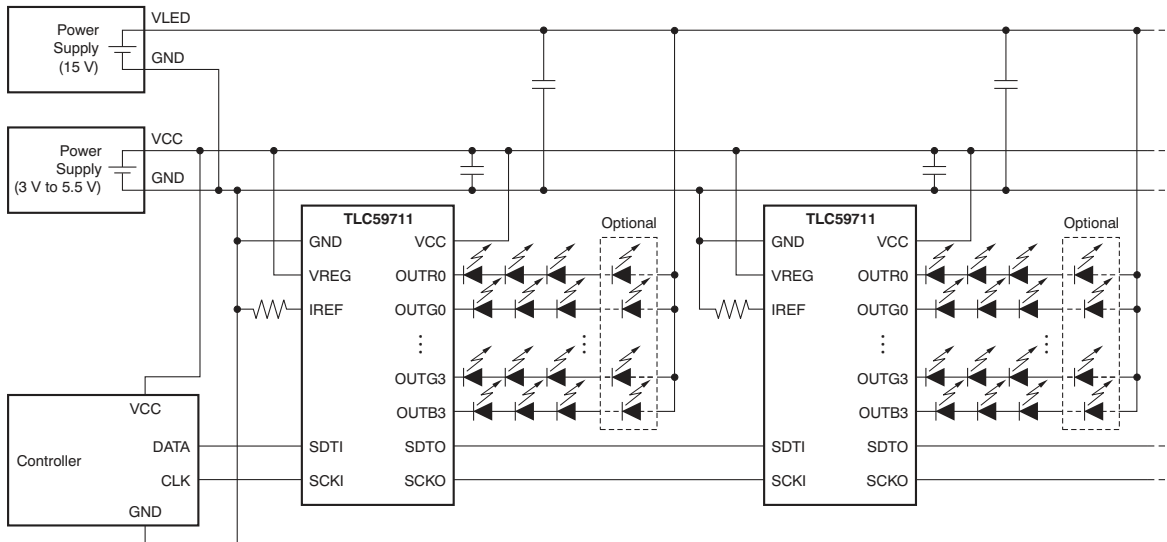 Power
Supply
(15 V)
VLED
GND
Power
Supply
(3 V to 5.5 V)
VCC
GND
TLC59711
GND
VREG
IREF
SDTI
SCKI
VCC
OUTR0
OUTG0
OUTG3
OUTB3
SDTO
SCKO
Optional
TLC59711
GND
VREG
IREF
SDTI
SCKI
VCC
OUTR0
OUTG0
OUTG3
OUTB3
SDTO
SCKO
Optional
Controller
VCC
DATA
CLK
GND